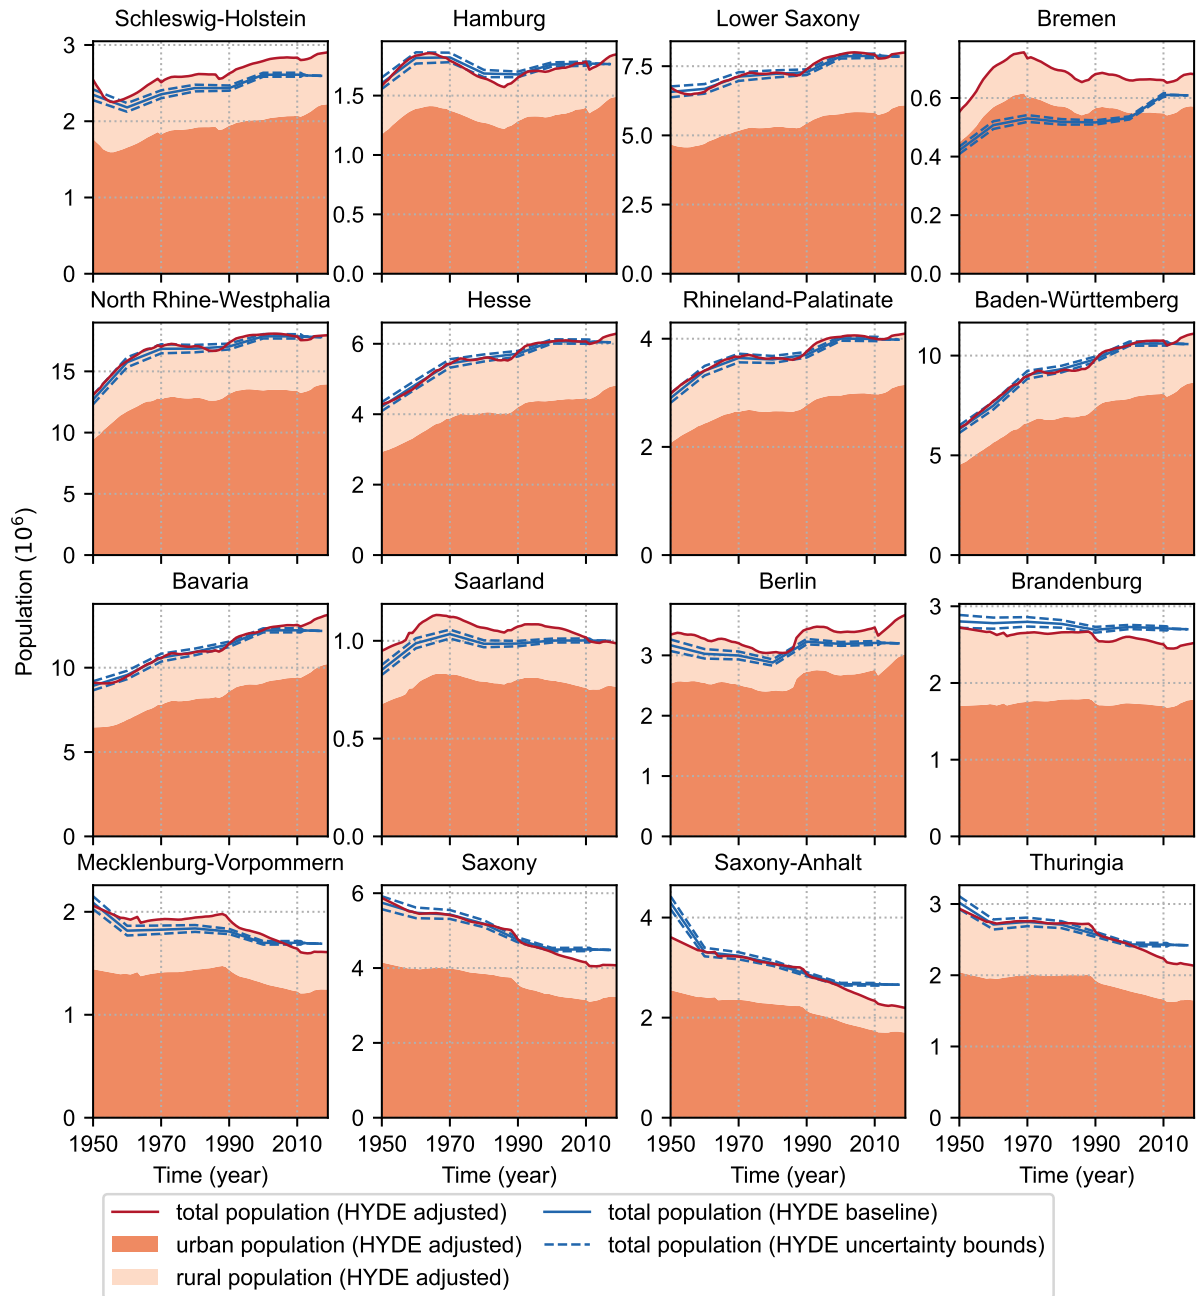 Schleswig-Holstein Hamburg Lower Saxony Bremen
3 2 1 0
1.5 1.0 0.5 0.0
7.5 5.0 2.5 0.0
0.6 0.4 0.2 0.0
North Rhine-Westphalia Hesse Rhineland-Palatinate Baden-Württemberg
15 10 5 0
6 4 2 0
4 2 0
10 5 0
Population (10⁶)
Bavaria Saarland Berlin Brandenburg
10 5 0
1.0 0.5 0.0
3 2 1 0
3 2 1 0
Mecklenburg-Vorpommern Saxony Saxony-Anhalt Thuringia
2 1 0
6 4 2 0
4 2 0
3 2 1 0
1950 1970 1990 2010 1950 1970 1990 2010 1950 1970 1990 2010 1950 1970 1990 2010
Time (year) Time (year) Time (year) Time (year)
total population (HYDE adjusted) total population (HYDE baseline)
urban population (HYDE adjusted) total population (HYDE uncertainty bounds)
rural population (HYDE adjusted)